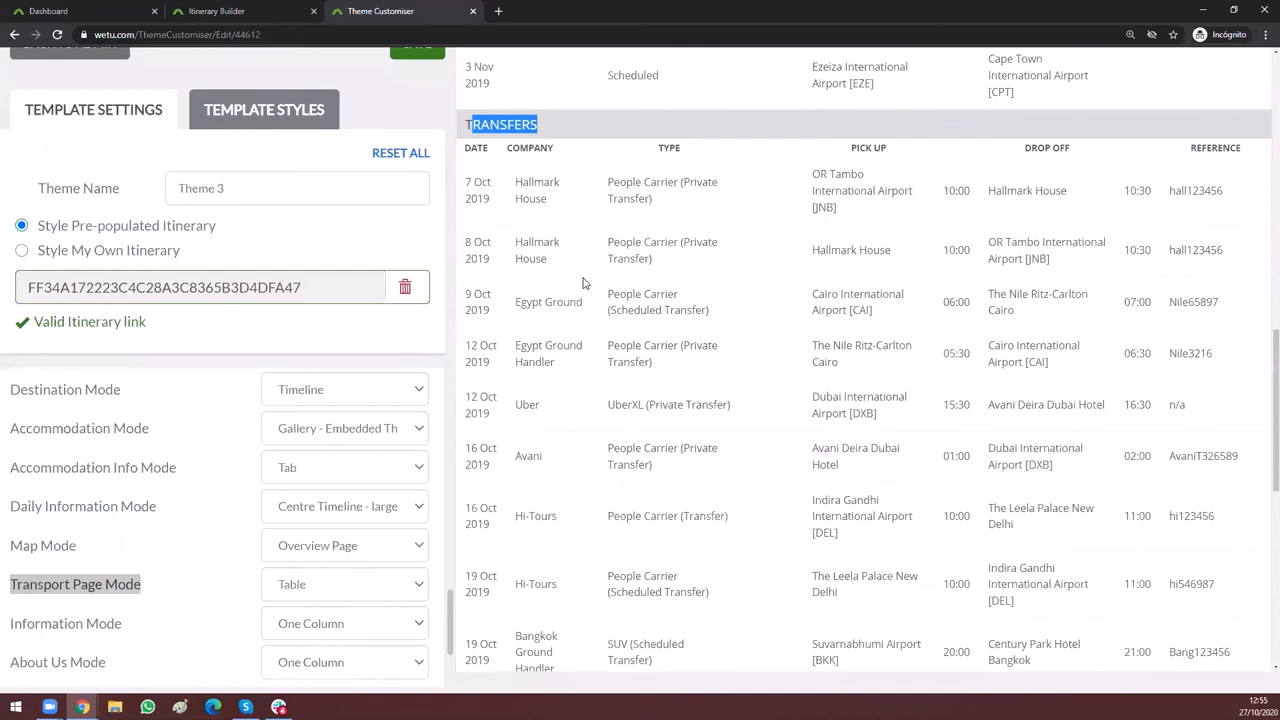 Dashboard
Itinerary Builder
Theme Customiser
wetu.com/ThemeCustomiser/Edit/44612
Incógnito
TEMPLATE SETTINGS
TEMPLATE STYLES
RESET ALL
Theme Name
Theme 3
Style Pre-populated Itinerary
Style My Own Itinerary
FF34A172223C4C28A3C8365B3D4DFA47
Valid Itinerary link
Destination Mode
Timeline
Accommodation Mode
Gallery - Embedded Th
Accommodation Info Mode
Tab
Daily Information Mode
Centre Timeline - large
Map Mode
Overview Page
Transport Page Mode
Table
Information Mode
One Column
About Us Mode
One Column
3 Nov
2019
Scheduled
Ezeiza International
Airport [EZE]
Cape Town
International Airport
[CPT]
TRANSFERS
DATE COMPANY TYPE PICK UP DROP OFF REFERENCE
7 Oct
2019
Hallmark
House
People Carrier (Private
Transfer)
OR Tambo
International Airport
[JNB]
10:00
Hallmark House
10:30
hall123456
8 Oct
2019
Hallmark
House
People Carrier (Private
Transfer)
Hallmark House
10:00
OR Tambo International
Airport [JNB]
10:30
hall123456
9 Oct
2019
Egypt Ground
People Carrier
(Scheduled Transfer)
Cairo International
Airport [CAI]
06:00
The Nile Ritz-Carlton
Cairo
07:00
Nile65897
12 Oct
2019
Egypt Ground
Handler
People Carrier (Private
Transfer)
The Nile Ritz-Carlton
Cairo
05:30
Cairo International
Airport [CAI]
06:30
Nile3216
12 Oct
2019
Uber
UberXL (Private Transfer)
Dubai International
Airport [DXB]
15:30
Avani Deira Dubai Hotel
16:30
n/a
16 Oct
2019
Avani
People Carrier (Private
Transfer)
Avani Deira Dubai
Hotel
01:00
Dubai International
Airport [DXB]
02:00
AvaniT326589
16 Oct
2019
Hi-Tours
People Carrier (Transfer)
Indira Gandhi
International Airport
[DEL]
10:00
The Leela Palace New
Delhi
11:00
hi123456
19 Oct
2019
Hi-Tours
People Carrier
(Scheduled Transfer)
The Leela Palace New
Delhi
10:00
Indira Gandhi
International Airport
[DEL]
11:00
hi546987
19 Oct
2019
Bangkok
Ground
Handler
SUV (Scheduled
Transfer)
Suvarnabhumi Airport
[BKK]
20:00
Century Park Hotel
Bangkok
21:00
Bang123456
12:55
27/10/2020